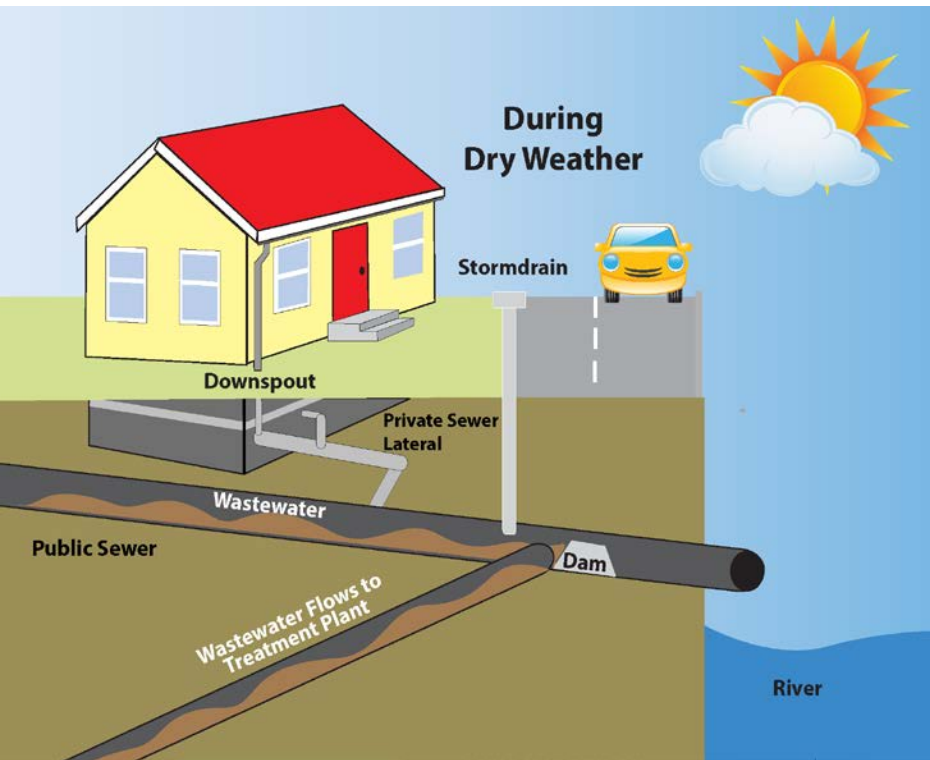 During
Dry Weather
Stormdrain
Downspout
Private Sewer
Lateral
Wastewater
Public Sewer
Dam
Wastewater Flows to
Treatment Plant
River